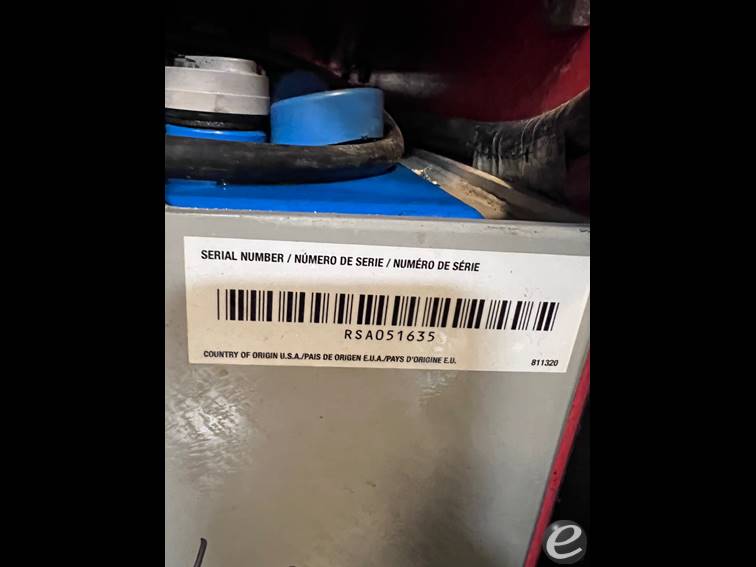 SERIAL NUMBER / NÚMERO DE SERIE / NUMÉRO DE SÉRIE
RSA051635
COUNTRY OF ORIGIN U.S.A./PAIS DE ORIGEN E.U.A./PAYS D'ORIGINE E.U.
811320
e